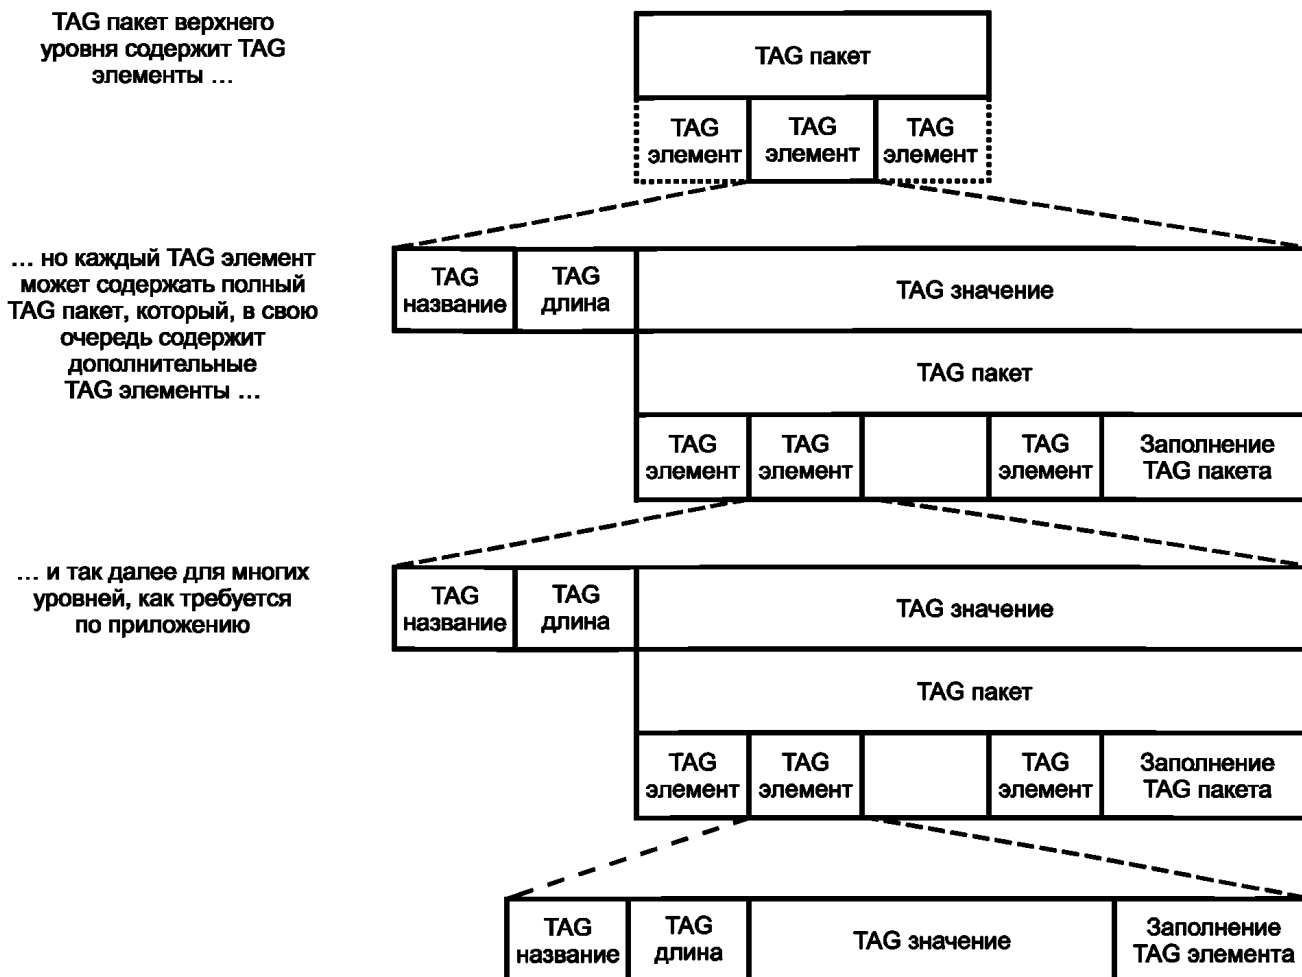 TAG пакет верхнего
уровня содержит TAG
элементы …
TAG пакет
TAG
элемент
TAG
элемент
TAG
элемент
… но каждый TAG элемент
может содержать полный
TAG пакет, который, в свою
очередь содержит
дополнительные
TAG элементы …
TAG
название
TAG
длина
TAG значение
TAG пакет
TAG
элемент
TAG
элемент
TAG
элемент
Заполнение
TAG пакета
… и так далее для многих
уровней, как требуется
по приложению
TAG
название
TAG
длина
TAG значение
TAG пакет
TAG
элемент
TAG
элемент
TAG
элемент
Заполнение
TAG пакета
TAG
название
TAG
длина
TAG значение
Заполнение
TAG элемента